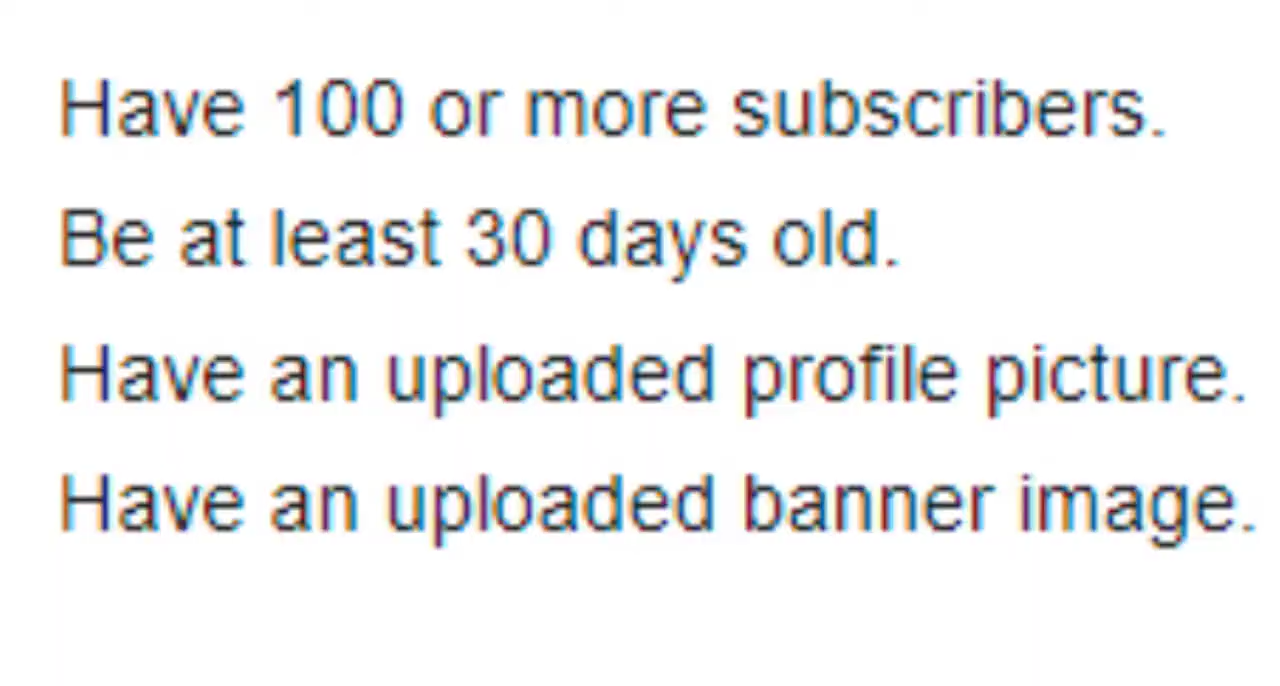 Have 100 or more subscribers.
Be at least 30 days old.
Have an uploaded profile picture.
Have an uploaded banner image.